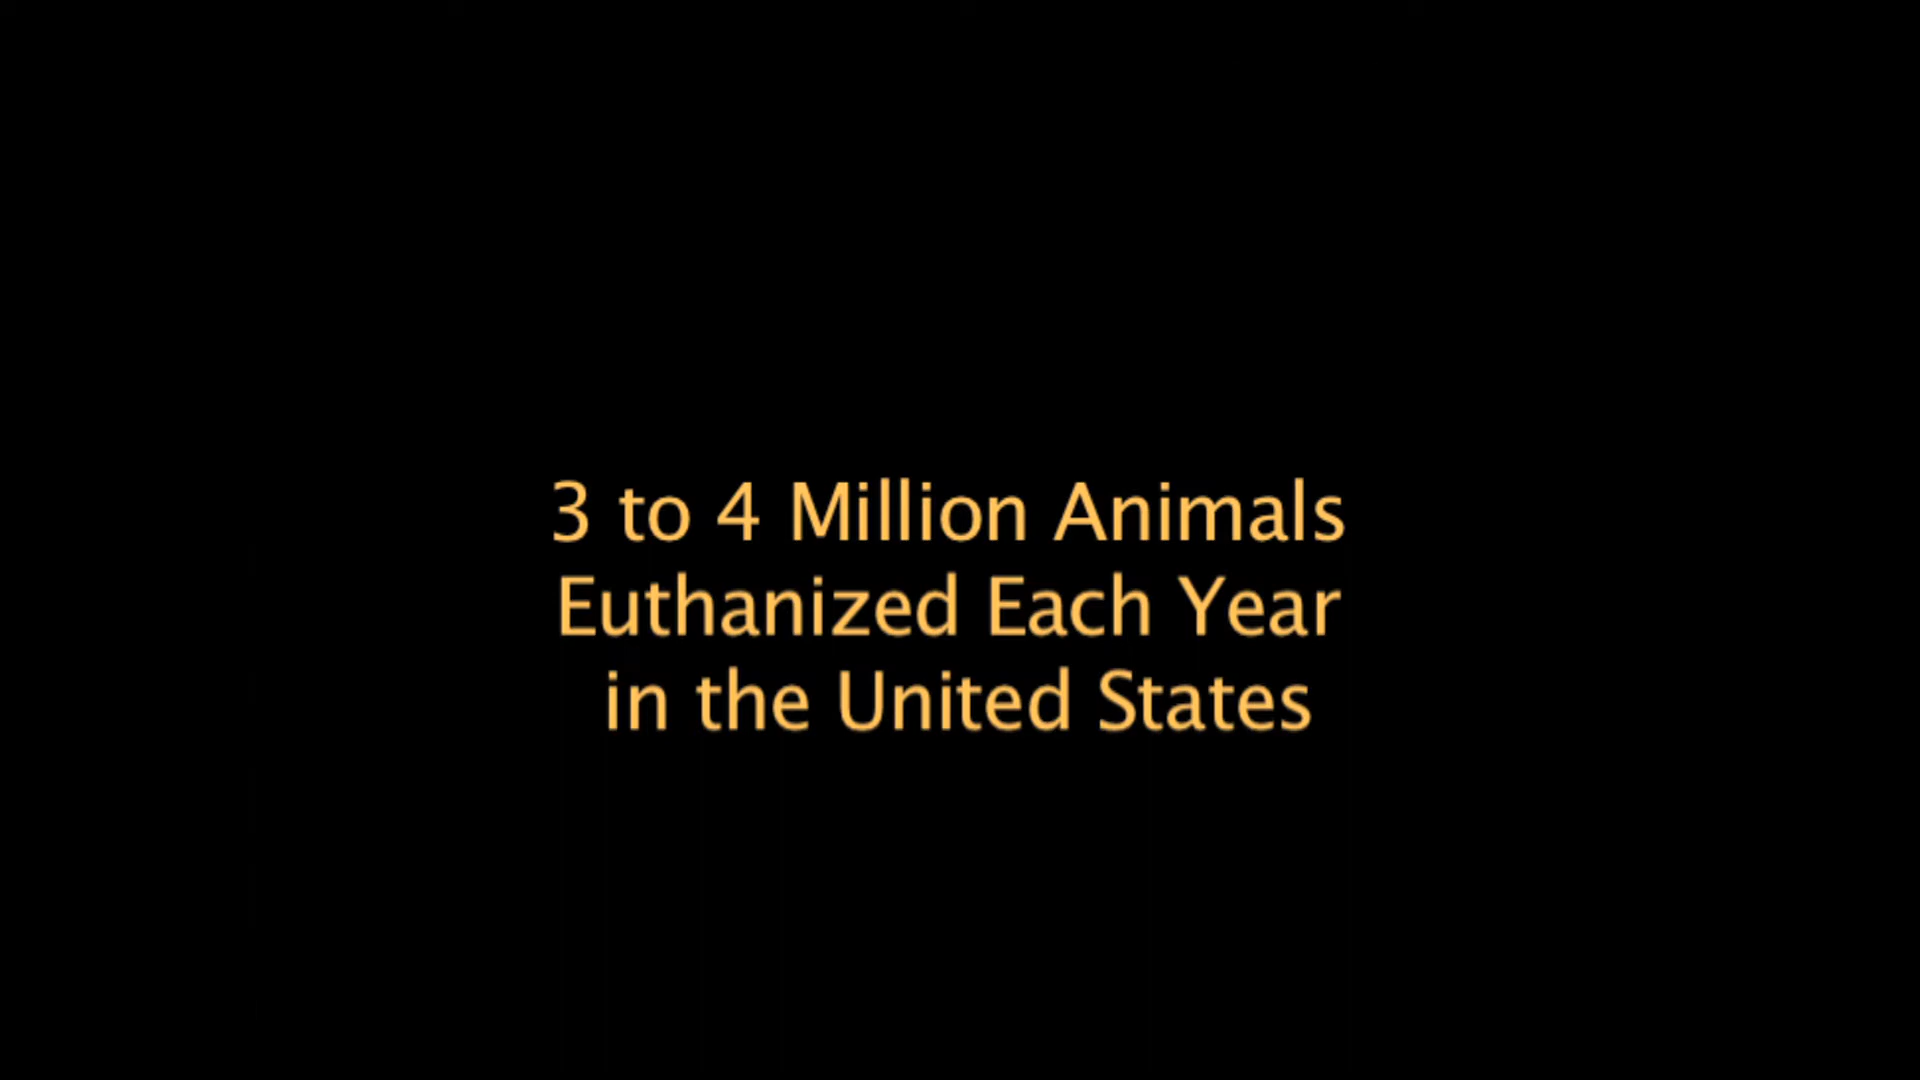 3 to 4 Million Animals
Euthanized Each Year
in the United States